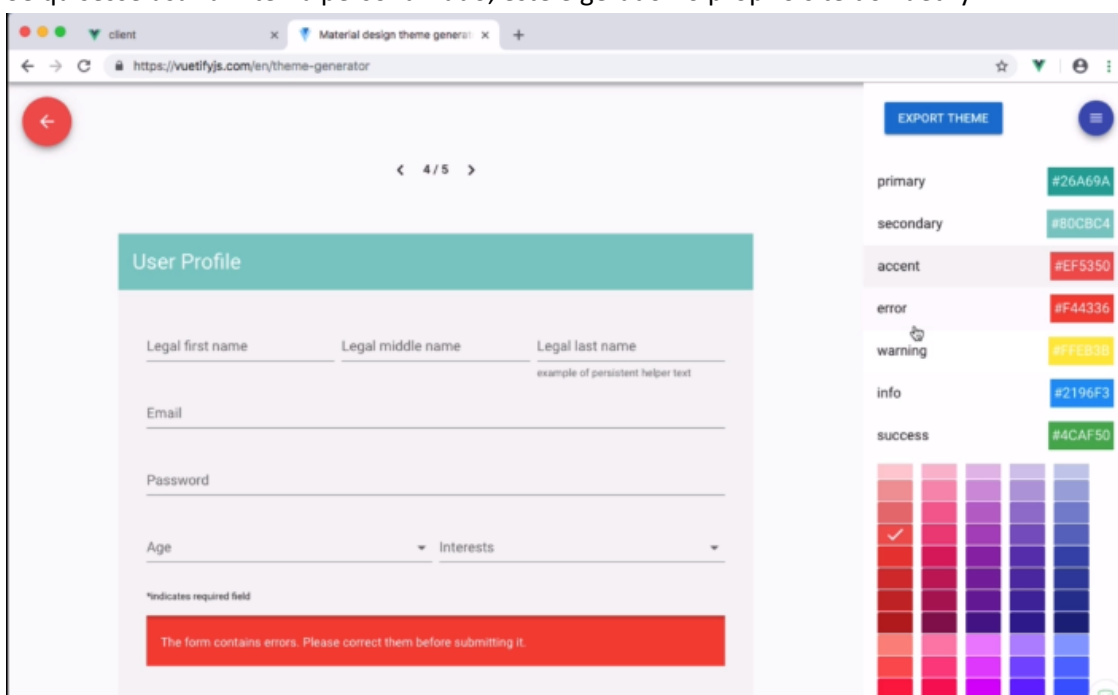 client
Material design theme generat
https://vuetifyjs.com/en/theme-generator
EXPORT THEME
4/5
primary #26A69A
secondary #80CBC4
accent #EF5350
error #F44336
warning #FFEB3B
info #2196F3
success #4CAF50
User Profile
Legal first name Legal middle name Legal last name
example of persistent helper text
Email
Password
Age Interests
*indicates required field
The form contains errors. Please correct them before submitting it.